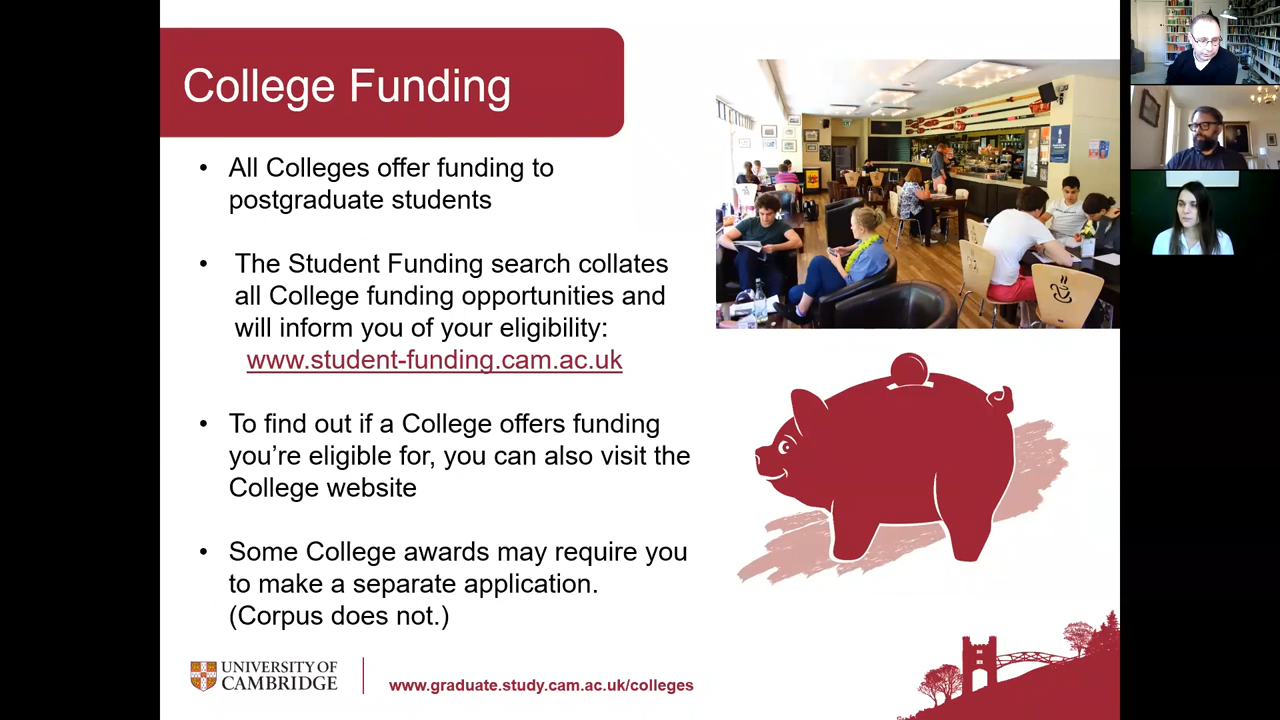 College Funding
• All Colleges offer funding to
postgraduate students
• The Student Funding search collates
all College funding opportunities and
will inform you of your eligibility:
www.student-funding.cam.ac.uk
• To find out if a College offers funding
you’re eligible for, you can also visit the
College website
• Some College awards may require you
to make a separate application.
(Corpus does not.)
UNIVERSITY OF
CAMBRIDGE
www.graduate.study.cam.ac.uk/colleges